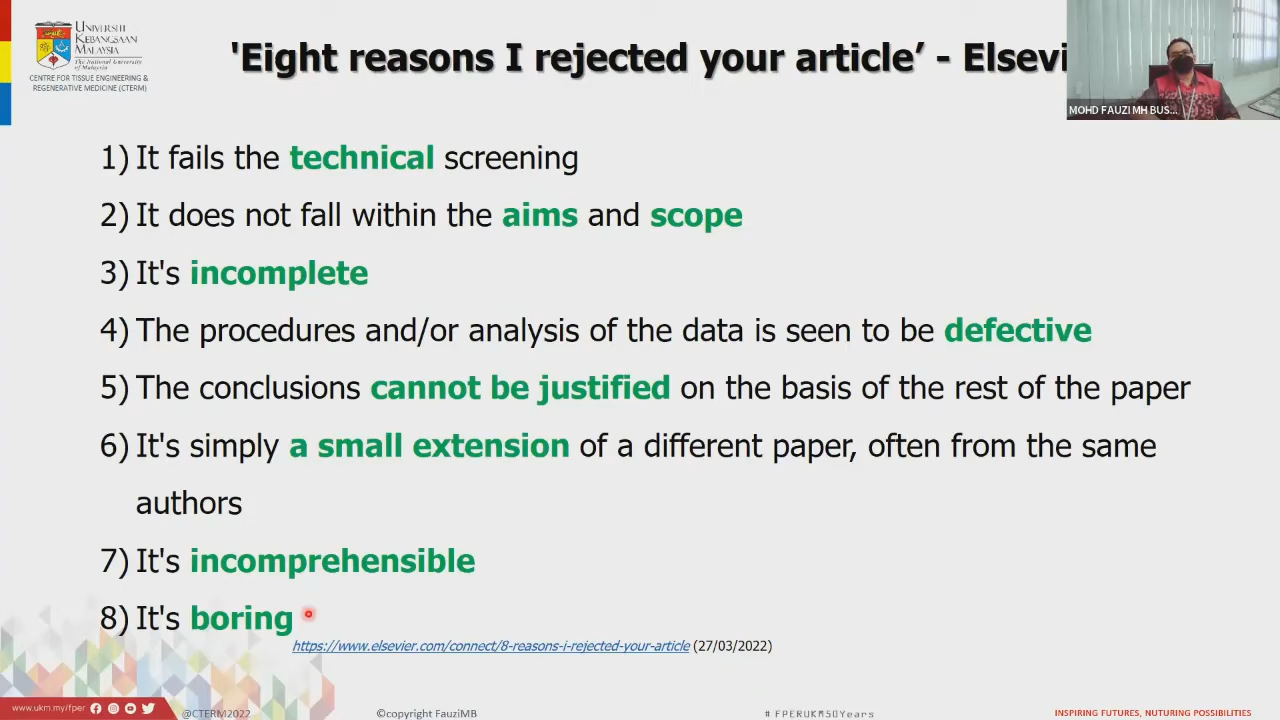 UNIVERSITI
KEBANGSAAN
MALAYSIA
The National University
of Malaysia
CENTRE FOR TISSUE ENGINEERING &
REGENERATIVE MEDICINE (CTERM)
'Eight reasons I rejected your article’ - Elsevi
MOHD FAUZI MH BUS...
1) It fails the technical screening
2) It does not fall within the aims and scope
3) It's incomplete
4) The procedures and/or analysis of the data is seen to be defective
5) The conclusions cannot be justified on the basis of the rest of the paper
6) It's simply a small extension of a different paper, often from the same
authors
7) It's incomprehensible
8) It's boring
https://www.elsevier.com/connect/8-reasons-i-rejected-your-article (27/03/2022)
www.ukm.my/fper
@CTERM2022
©copyright FauziMB
#FPERUKM50Years
INSPIRING FUTURES, NUTURING POSSIBILITIES